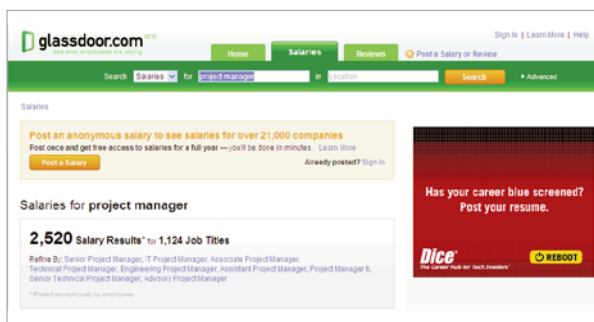 glassdoor.com BETA
See what employees are saying
Sign In | Learn More | Help
Home Salaries Reviews Post a Salary or Review
Search Salaries for project manager in Location Search Advanced
Salaries
Post an anonymous salary to see salaries for over 21,000 companies
Post once and get free access to salaries for a full year — you'll be done in minutes. Learn More
Post a Salary Already posted? Sign In
Has your career blue screened?
Post your resume.
Dice
The Career Hub for Tech Insiders
REBOOT
Salaries for project manager
2,520 Salary Results* for 1,124 Job Titles
Refine By: Senior Project Manager, IT Project Manager, Associate Project Manager,
Technical Project Manager, Engineering Project Manager, Assistant Project Manager, Project Manager II,
Senior Technical Project Manager, Advisory Project Manager
*Posted anonymously by employees